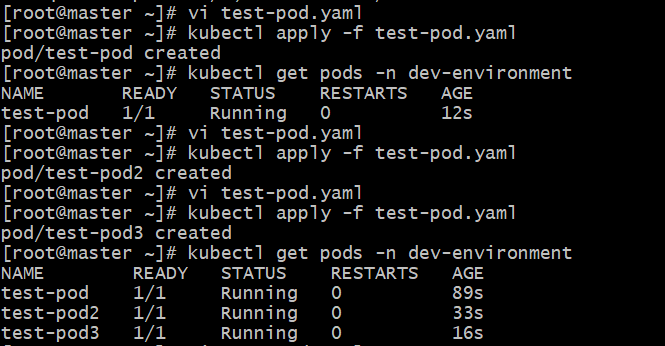 [root@master ~]# vi test-pod.yaml
[root@master ~]# kubectl apply -f test-pod.yaml
pod/test-pod created
[root@master ~]# kubectl get pods -n dev-environment
NAME       READY   STATUS    RESTARTS   AGE
test-pod   1/1     Running   0          12s
[root@master ~]# vi test-pod.yaml
[root@master ~]# kubectl apply -f test-pod.yaml
pod/test-pod2 created
[root@master ~]# vi test-pod.yaml
[root@master ~]# kubectl apply -f test-pod.yaml
pod/test-pod3 created
[root@master ~]# kubectl get pods -n dev-environment
NAME        READY   STATUS    RESTARTS   AGE
test-pod    1/1     Running   0          89s
test-pod2   1/1     Running   0          33s
test-pod3   1/1     Running   0          16s